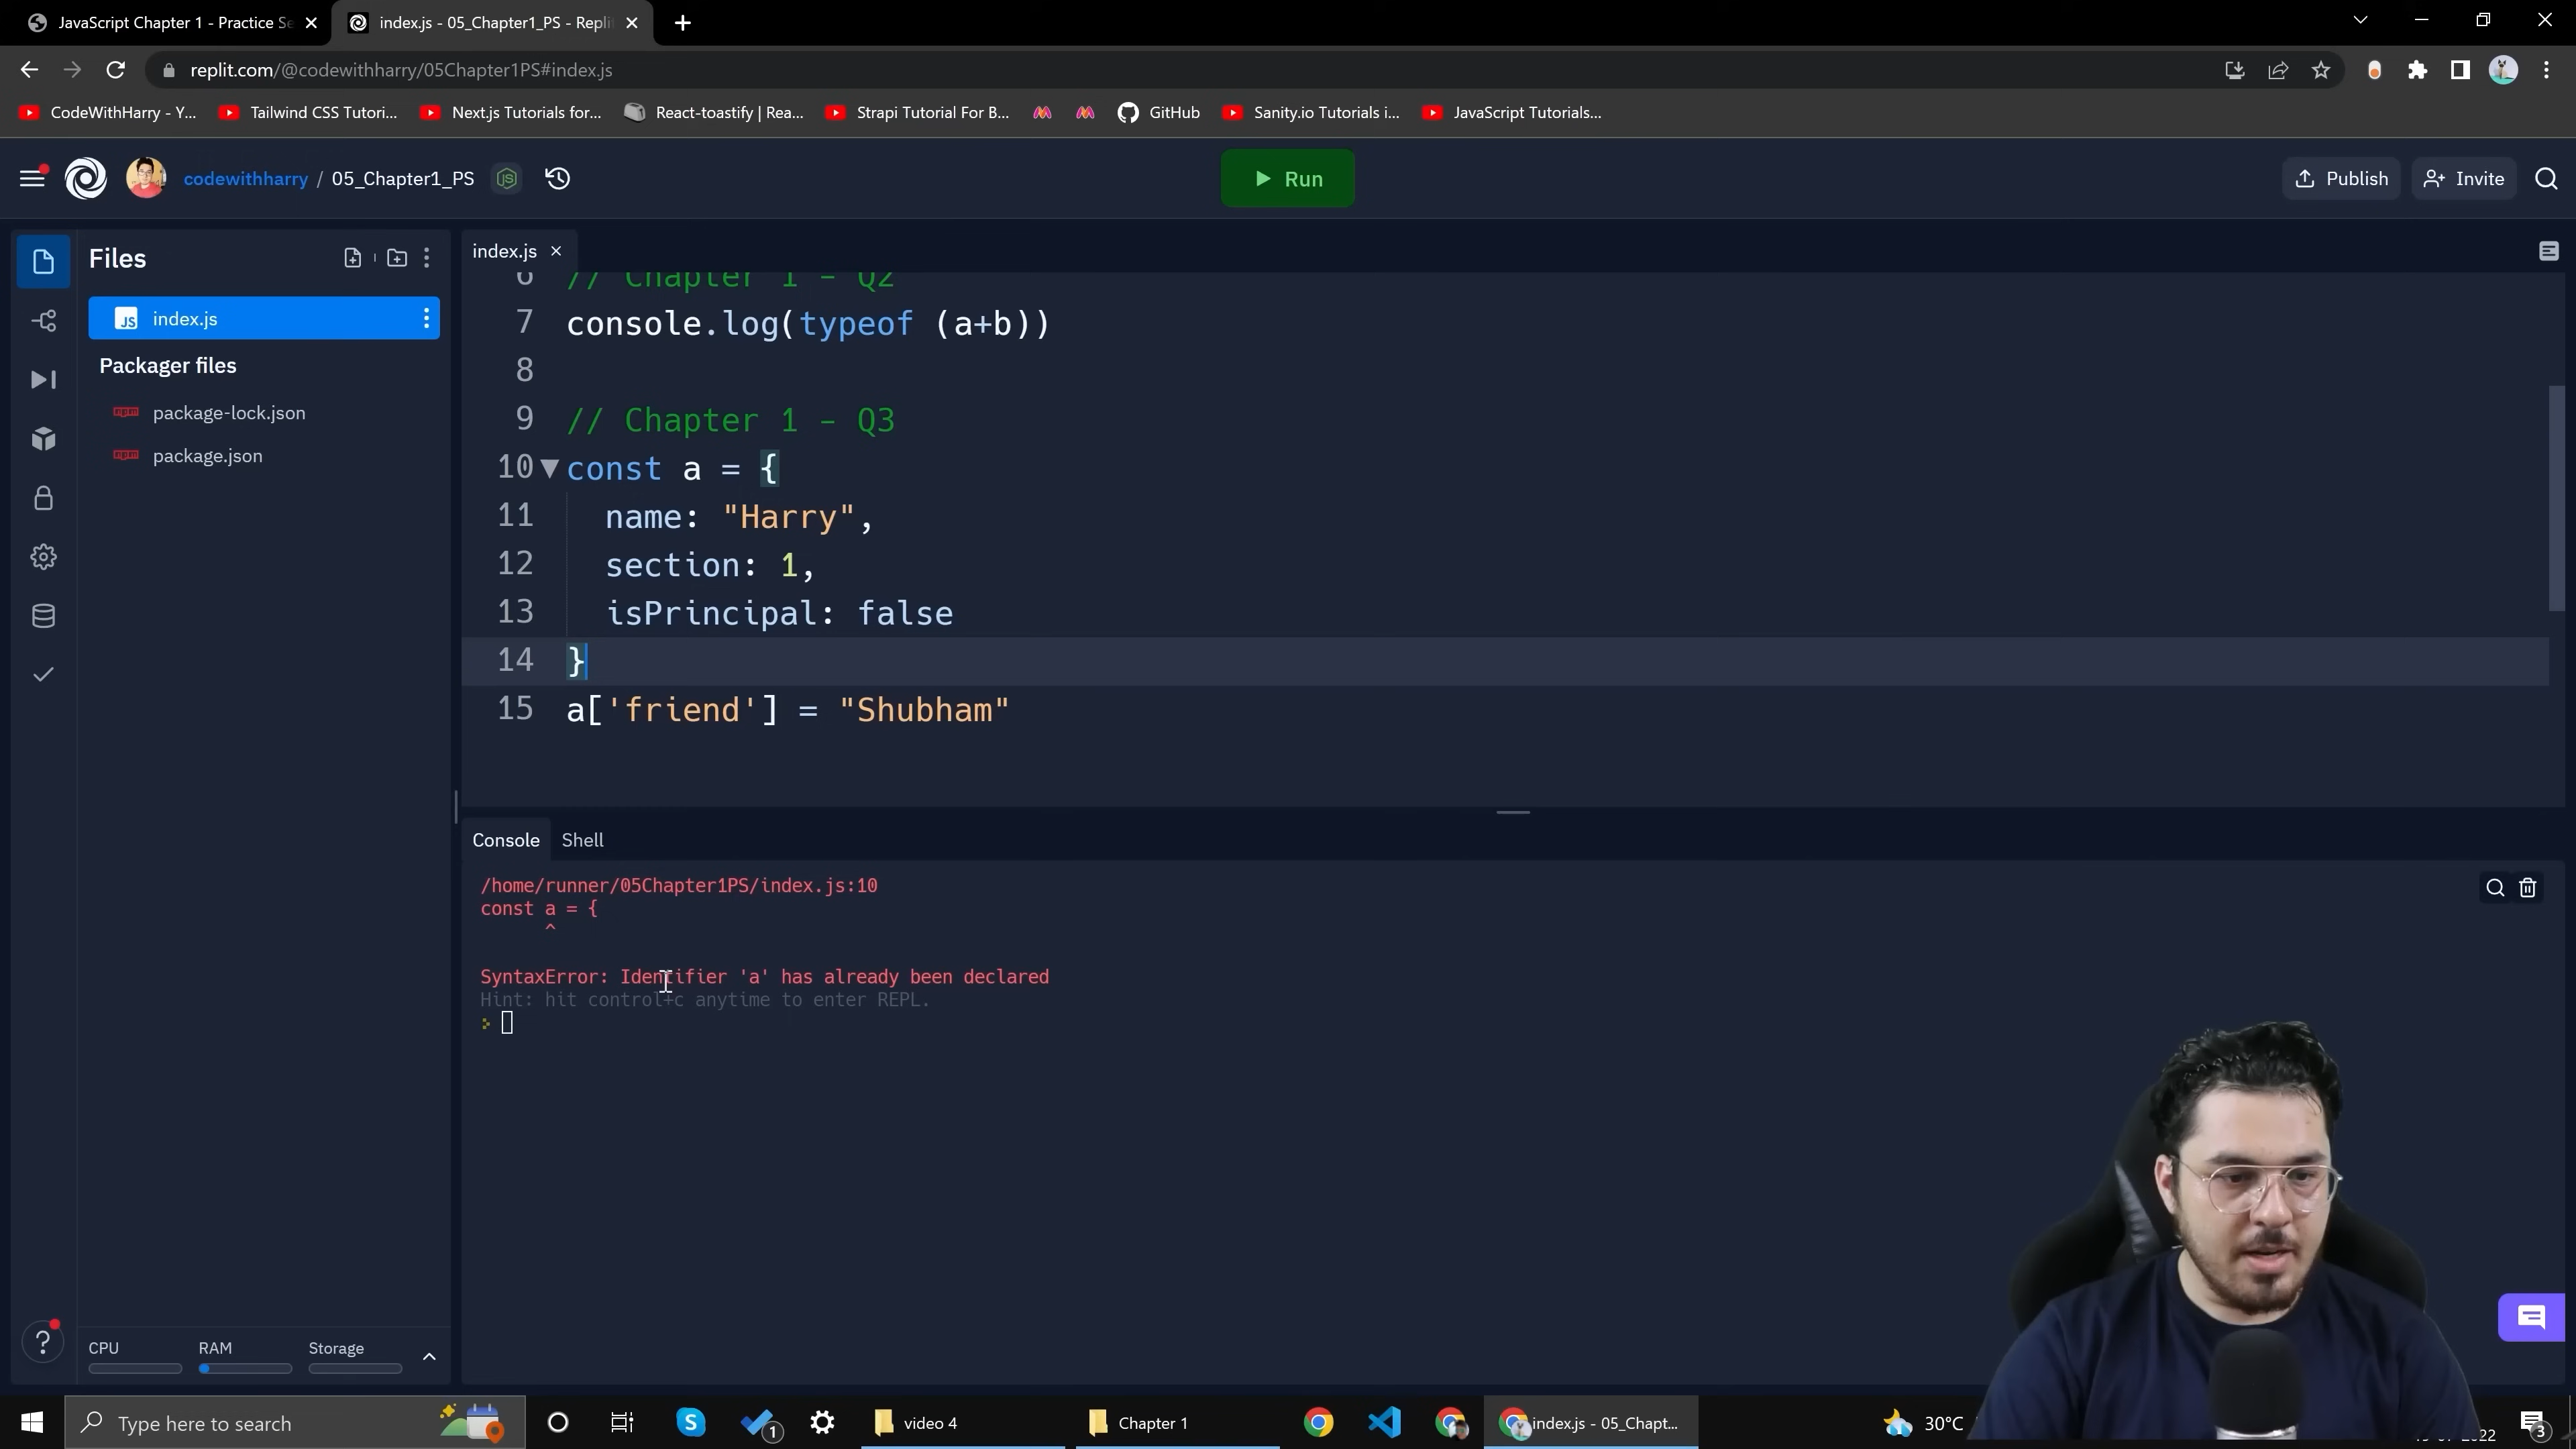 JavaScript Chapter 1 - Practice Se
index.js - 05_Chapter1_PS - Repli
replit.com/@codewithharry/05Chapter1PS#index.js
CodeWithHarry - Y...
Tailwind CSS Tutori...
Next.js Tutorials for...
React-toastify | Rea...
Strapi Tutorial For B...
GitHub
Sanity.io Tutorials i...
JavaScript Tutorials...
codewithharry / 05_Chapter1_PS
Run
Publish
Invite
Files
JS index.js
Packager files
package-lock.json
package.json
index.js
6 // Chapter 1 - Q2
7 console.log(typeof (a+b))
8
9 // Chapter 1 - Q3
10 const a = {
11 name: "Harry",
12 section: 1,
13 isPrincipal: false
14 }
15 a['friend'] = "Shubham"
Console Shell
/home/runner/05Chapter1PS/index.js:10
const a = {
^
SyntaxError: Identifier 'a' has already been declared
Hint: hit control+c anytime to enter REPL.
CPU RAM Storage
?
Type here to search
1
video 4
Chapter 1
index.js - 05_Chapt...
30°C
3